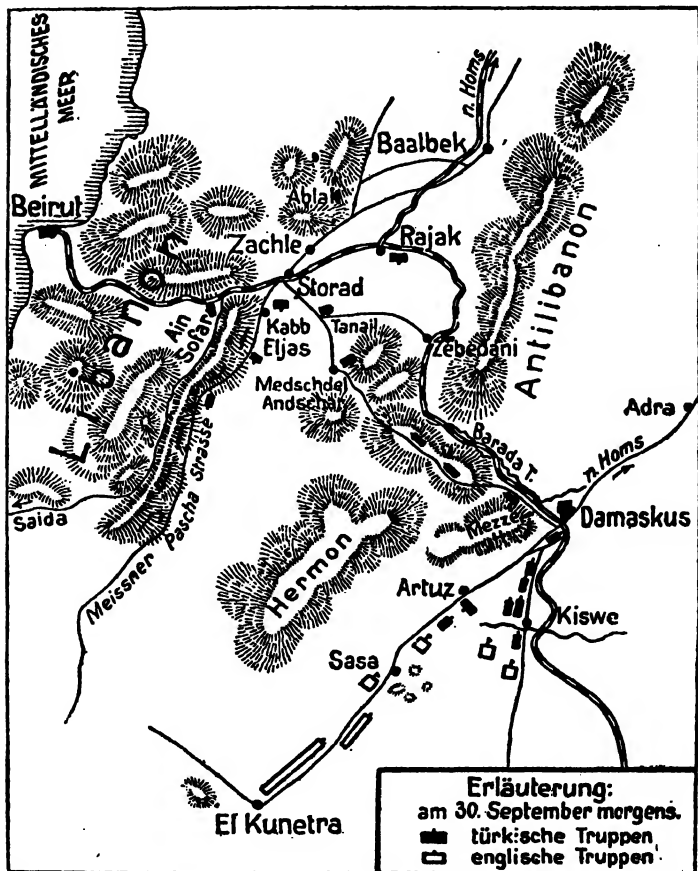 MITTELLÄNDISCHES
MEER
n. Homs
Baalbek
Ablak
Beirut
Zachle
Rajak
Storad
Libanon
Antilibanon
Ain
Sofar
Kabb
Eljas
Tanail
Zebedani
Medschdel
Andschar
Adra
Barada T.
n. Homs
Saida
Meissner Pascha Strasse
Damaskus
Mezze
Hermon
Artuz
Kiswe
Sasa
El Kunetra
Erläuterung:
am 30. September morgens.
türkische Truppen
englische Truppen